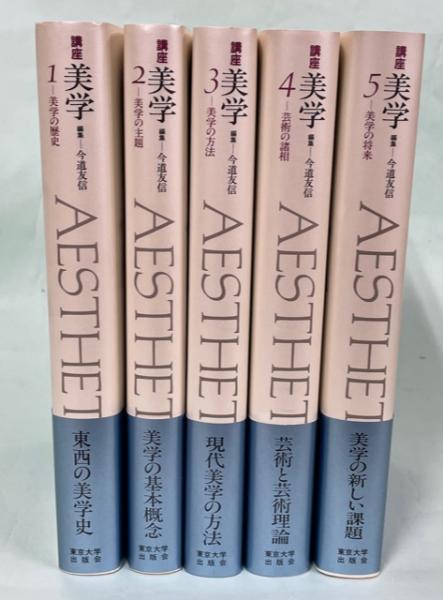 講座
美学
1─美学の歴史
編集─今道友信
AESTHET
東西の美学史
東京大学
出版会
講座
美学
2─美学の主題
編集─今道友信
AESTHET
美学の基本概念
東京大学
出版会
講座
美学
3─美学の方法
編集─今道友信
AESTHET
現代美学の方法
東京大学
出版会
講座
美学
4─芸術の諸相
編集─今道友信
AESTHET
芸術と芸術理論
東京大学
出版会
講座
美学
5─美学の将来
編集─今道友信
AESTHET
美学の新しい課題
東京大学
出版会